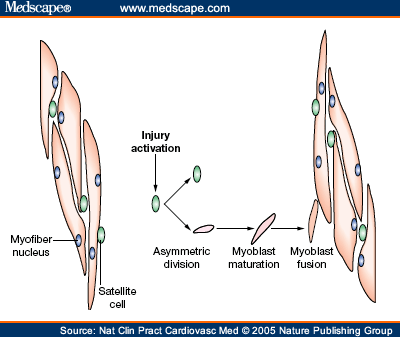 Medscape® www.medscape.com
Injury
activation
Myofiber
nucleus
Satellite
cell
Asymmetric
division
Myoblast
maturation
Myoblast
fusion
Source: Nat Clin Pract Cardiovasc Med © 2005 Nature Publishing Group